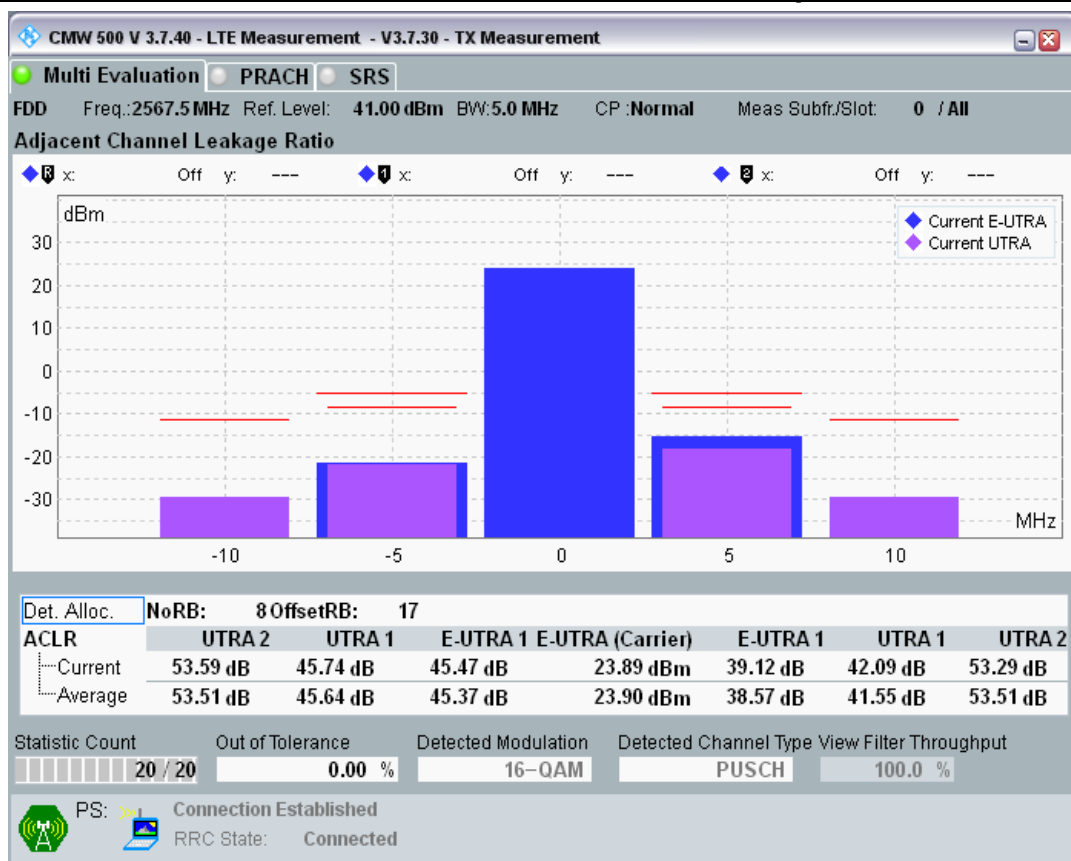 CMW 500 V 3.7.40 - LTE Measurement - V3.7.30 - TX Measurement
Multi Evaluation PRACH SRS
FDD Freq.:2567.5 MHz Ref. Level: 41.00 dBm BW:5.0 MHz CP :Normal Meas Subfr./Slot: 0 / All
Adjacent Channel Leakage Ratio
R x: Off y: --- 1 x: Off y: --- 2 x: Off y: ---
dBm
Current E-UTRA
Current UTRA
30
20
10
0
-10
-20
-30
MHz
-10 -5 0 5 10
Det. Alloc. NoRB: 8 OffsetRB: 17
ACLR UTRA 2 UTRA 1 E-UTRA 1 E-UTRA (Carrier) E-UTRA 1 UTRA 1 UTRA 2
Current 53.59 dB 45.74 dB 45.47 dB 23.89 dBm 39.12 dB 42.09 dB 53.29 dB
Average 53.51 dB 45.64 dB 45.37 dB 23.90 dBm 38.57 dB 41.55 dB 53.51 dB
Statistic Count Out of Tolerance Detected Modulation Detected Channel Type View Filter Throughput
20 / 20 0.00 % 16-QAM PUSCH 100.0 %
PS: Connection Established
RRC State: Connected